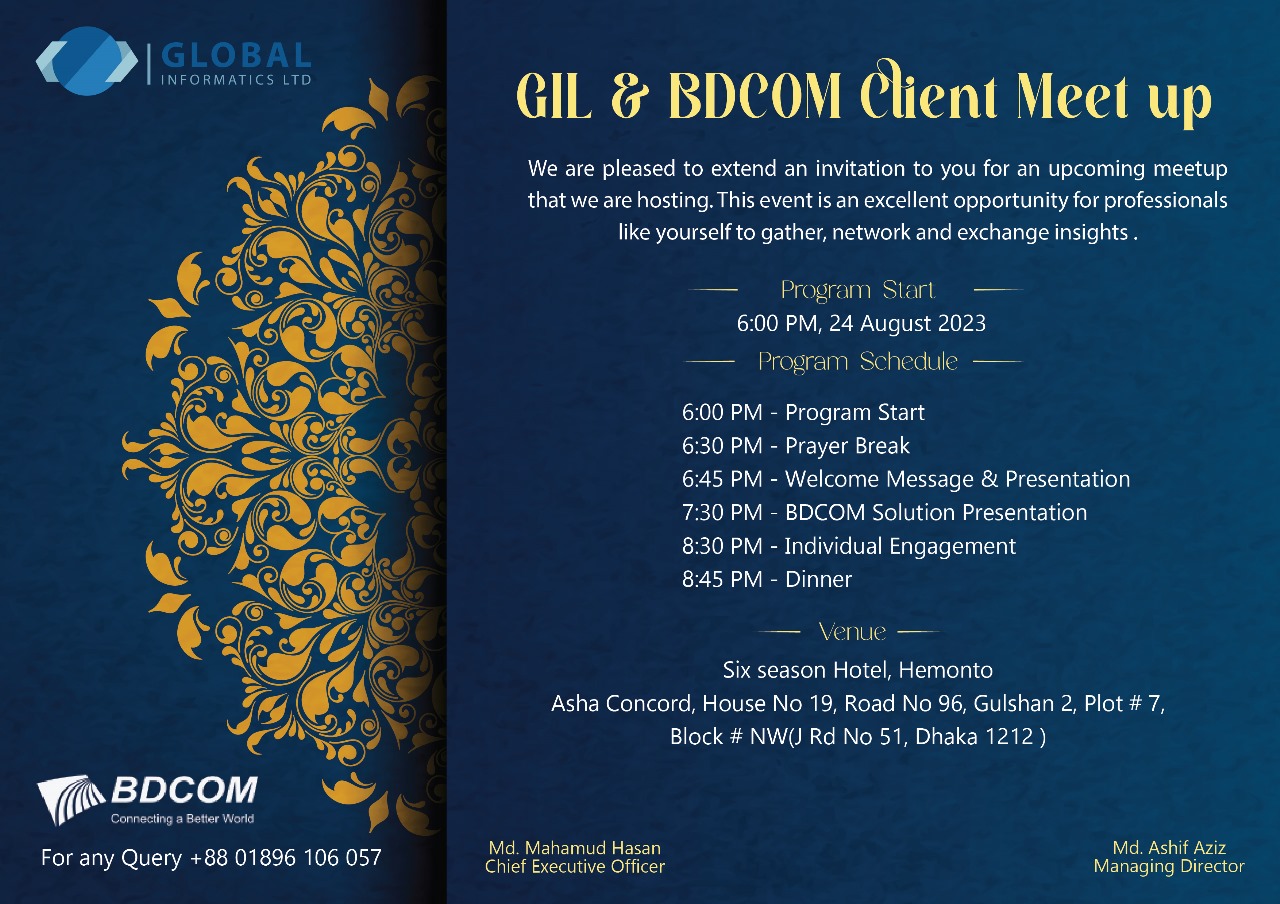 GLOBAL
INFORMATICS LTD
GIL & BDCOM Client Meet up
We are pleased to extend an invitation to you for an upcoming meetup
that we are hosting. This event is an excellent opportunity for professionals
like yourself to gather, network and exchange insights .
Program Start
6:00 PM, 24 August 2023
Program Schedule
6:00 PM - Program Start
6:30 PM - Prayer Break
6:45 PM - Welcome Message & Presentation
7:30 PM - BDCOM Solution Presentation
8:30 PM - Individual Engagement
8:45 PM - Dinner
Venue
Six season Hotel, Hemonto
Asha Concord, House No 19, Road No 96, Gulshan 2, Plot # 7,
Block # NW(J Rd No 51, Dhaka 1212 )
BDCOM
Connecting a Better World
For any Query +88 01896 106 057
Md. Mahamud Hasan
Chief Executive Officer
Md. Ashif Aziz
Managing Director